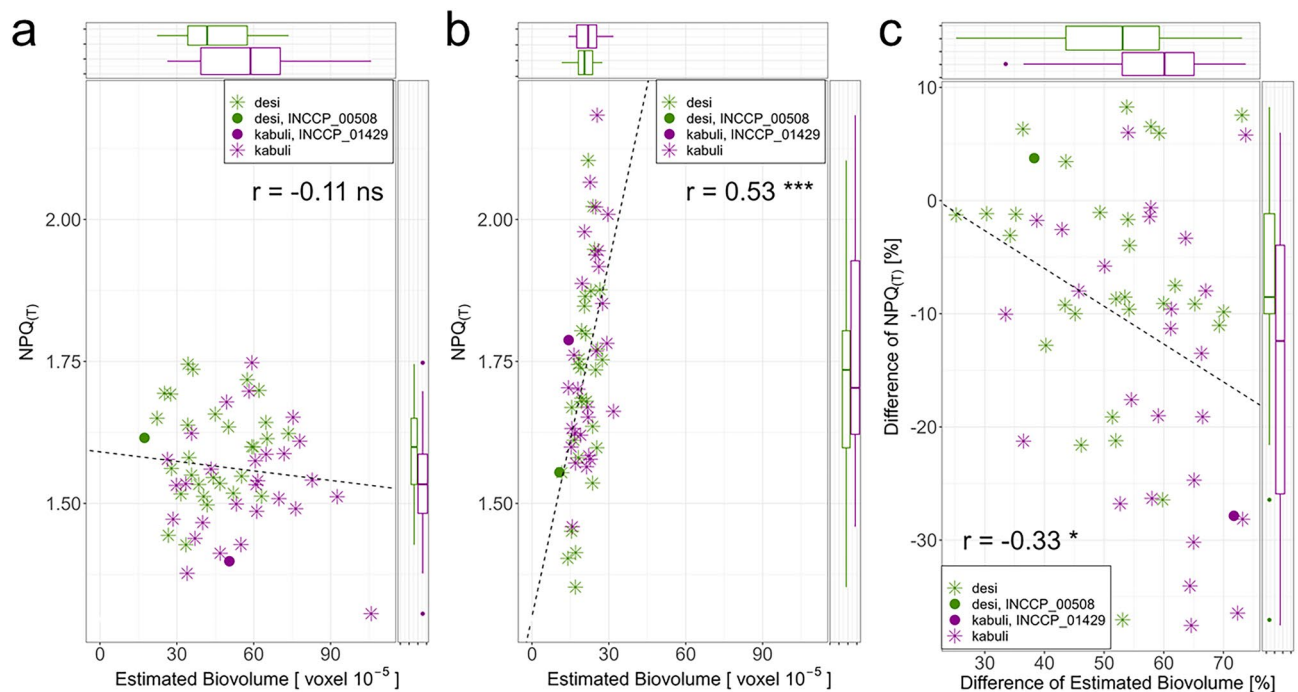 a
desi
desi, INCCP_00508
kabuli, INCCP_01429
kabuli
r = -0.11 ns
NPQ(T)
2.00
1.75
1.50
0 30 60 90
Estimated Biovolume [ voxel 10-5 ]
b
desi
desi, INCCP_00508
kabuli, INCCP_01429
kabuli
r = 0.53 ***
NPQ(T)
2.00
1.75
1.50
0 30 60 90
Estimated Biovolume [ voxel 10-5 ]
c
10
0
-10
-20
-30
Difference of NPQ(T) [%]
r = -0.33 *
desi
desi, INCCP_00508
kabuli, INCCP_01429
kabuli
30 40 50 60 70
Difference of Estimated Biovolume [%]